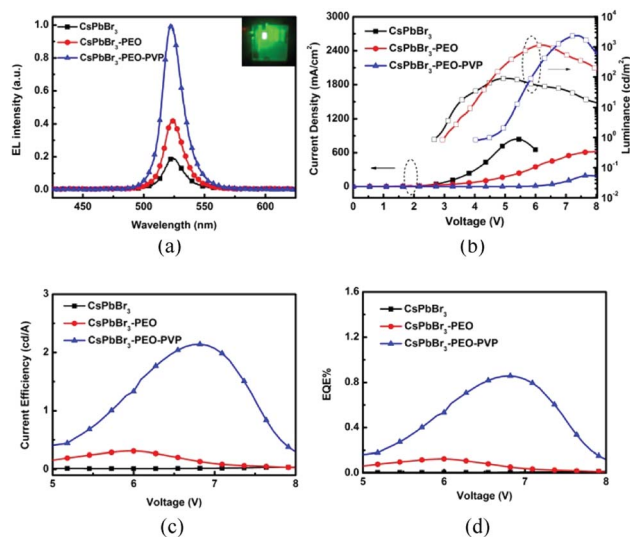 CsPbBr₃
CsPbBr₃-PEO
CsPbBr₃-PEO-PVP
EL intensity (a.u.)
1.0
0.8
0.6
0.4
0.2
0.0
450 500 550 600
Wavelength (nm)
(a)
CsPbBr₃
CsPbBr₃-PEO
CsPbBr₃-PEO-PVP
Current Density (mA/cm²)
3000
2400
1800
1200
600
0
10⁴
10³
10²
10¹
10⁰
10⁻¹
10⁻²
Luminance (cd/m²)
0 1 2 3 4 5 6 7 8
Voltage (V)
(b)
CsPbBr₃
CsPbBr₃-PEO
CsPbBr₃-PEO-PVP
Current Efficiency (cd/A)
3
2
1
0
5 6 7 8
Voltage (V)
(c)
CsPbBr₃
CsPbBr₃-PEO
CsPbBr₃-PEO-PVP
EQE%
1.6
1.2
0.8
0.4
0.0
5 6 7 8
Voltage (V)
(d)